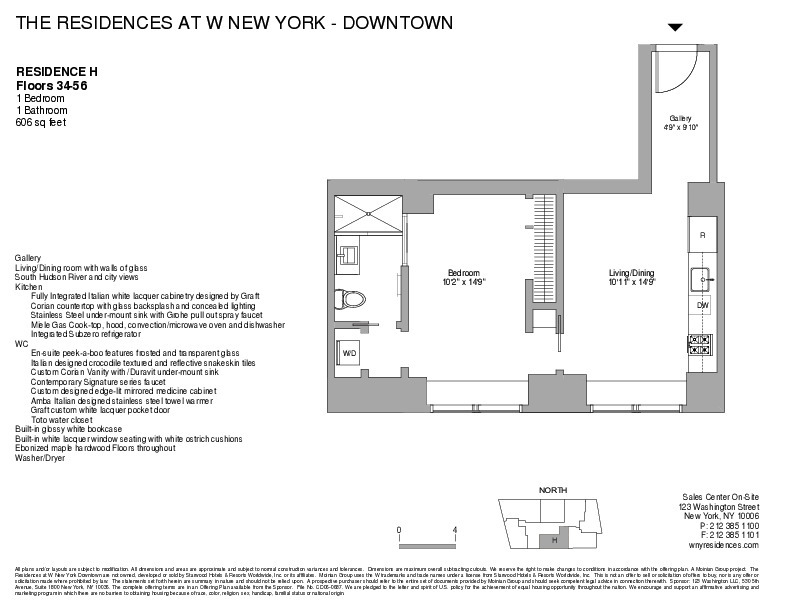 THE RESIDENCES AT W NEW YORK - DOWNTOWN
RESIDENCE H
Floors 34-56
1 Bedroom
1 Bathroom
606 sq feet
Gallery
4'9" x 9'10"
R
Bedroom
10'2" x 14'9"
Living/Dining
10'11" x 14'9"
DW
W/D
Gallery
Living/Dining room with walls of glass
South Hudson River and city views
Kitchen
Fully Integrated Italian white lacquer cabinetry designed by Graft
Corian countertop with glass backsplash and concealed lighting
Stainless Steel under-mount sink with Grohe pull out spray faucet
Miele Gas Cook-top, hood, convection/microwave oven and dishwasher
Integrated Subzero refrigerator
WC
En-suite peek-a-boo features frosted and transparent glass
Italian designed crocodile textured and reflective snakeskin tiles
Custom Corian Vanity with /Duravit under-mount sink
Contemporary Signature series faucet
Custom designed edge-lit mirrored medicine cabinet
Amba Italian designed stainless steel towel warmer
Graft custom white lacquer pocket door
Toto water closet
Built-in glossy white bookcase
Built-in white lacquer window seating with white ostrich cushions
Ebonized maple hardwood Floors throughout
Washer/Dryer
0 4
NORTH
H
Sales Center On-Site
123 Washington Street
New York, NY 10006
P: 212 385 1100
F: 212 385 1101
wnyresidences.com
All plans and/or layouts are subject to modification. All dimensions and areas are approximate and subject to normal construction variances and tolerances. Dimensions are maximum overall subtracting cutouts. We reserve the right to make changes to conditions in accordance with the offering plan. A Moinian Group project. The
Residences at W New York Downtown are not owned, developed or sold by Starwood Hotels & Resorts Worldwide, Inc. or its affiliates. Moinian Group uses the W trademarks and trade names under a license from Starwood Hotels & Resorts Worldwide, Inc. This is not an offer to sell or solicitation of offers to buy, nor is any offer or
solicitation made where prohibited by law. The statements set forth herein are summary in nature and should not be relied upon. A prospective purchaser should refer to the entire set of documents provided by Moinian Group and should seek competent legal advice in connection therewith. Sponsor: 123 Washington LLC, 530 5th
Avenue, Suite 1800 New York, NY 10036. The complete offering terms are in an Offering Plan available from the Sponsor. File No. CD06-0667. We are pledged to the letter and spirit of U.S. policy for the achievement of equal housing opportunity throughout the nation. We encourage and support an affirmative advertising and
marketing program in which there are no barriers to obtaining housing because of race, color, religion, sex, handicap, familial status or national origin.